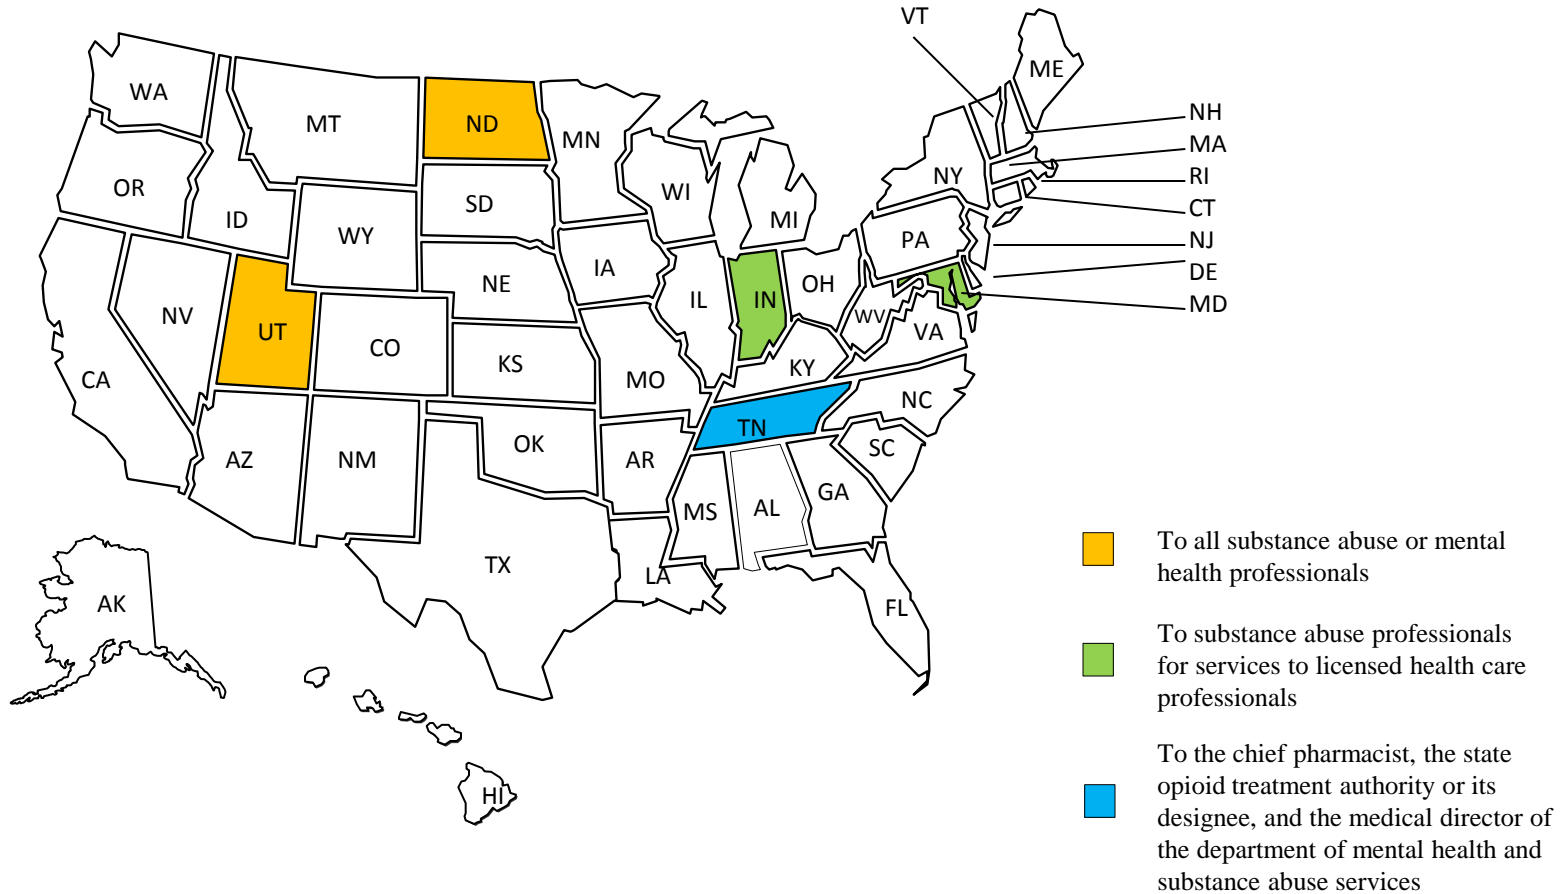 VT
ME
WA
MT
ND
MN
NH
MA
OR
ID
SD
WI
MI
NY
RI
CT
WY
PA
NJ
IA
DE
NE
IL
IN
OH
MD
NV
UT
CO
WV
VA
KS
MO
KY
CA
NC
TN
OK
AR
SC
AZ
NM
MS
AL
GA
TX
LA
FL
AK
HI
To all substance abuse or mental
health professionals
To substance abuse professionals
for services to licensed health care
professionals
To the chief pharmacist, the state
opioid treatment authority or its
designee, and the medical director of
the department of mental health and
substance abuse services